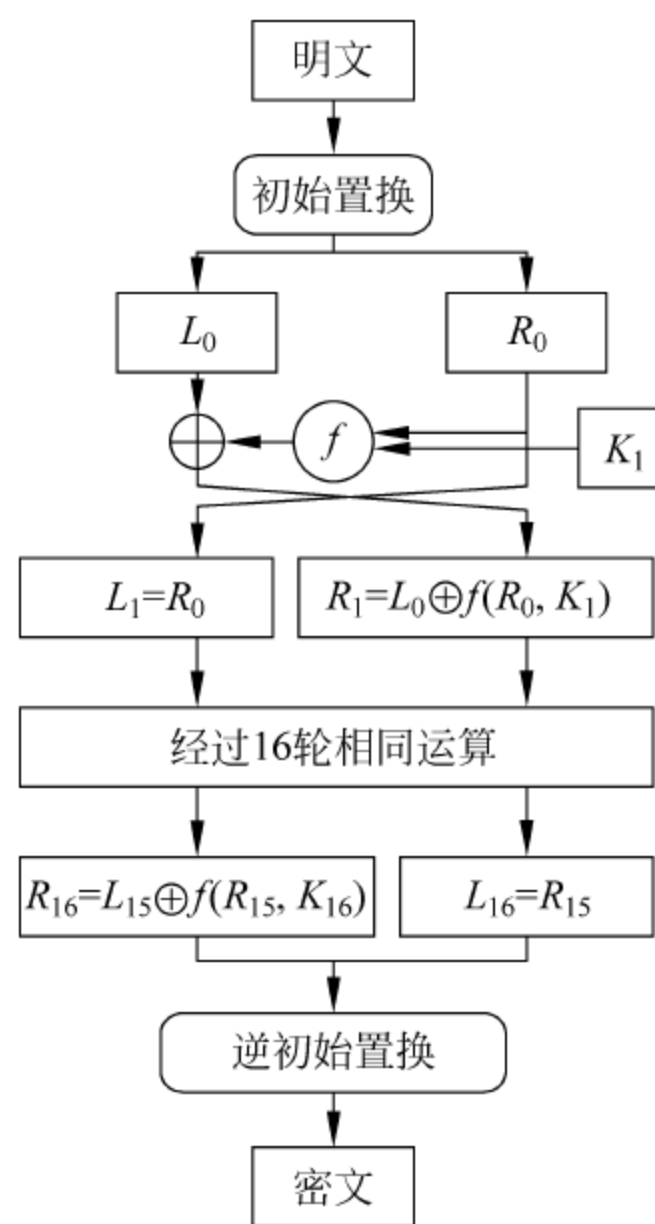 明文
初始置换
L₀
R₀
f
K₁
L₁=R₀
R₁=L₀⊕f(R₀, K₁)
经过16轮相同运算
R₁₆=L₁₅⊕f(R₁₅, K₁₆)
L₁₆=R₁₅
逆初始置换
密文